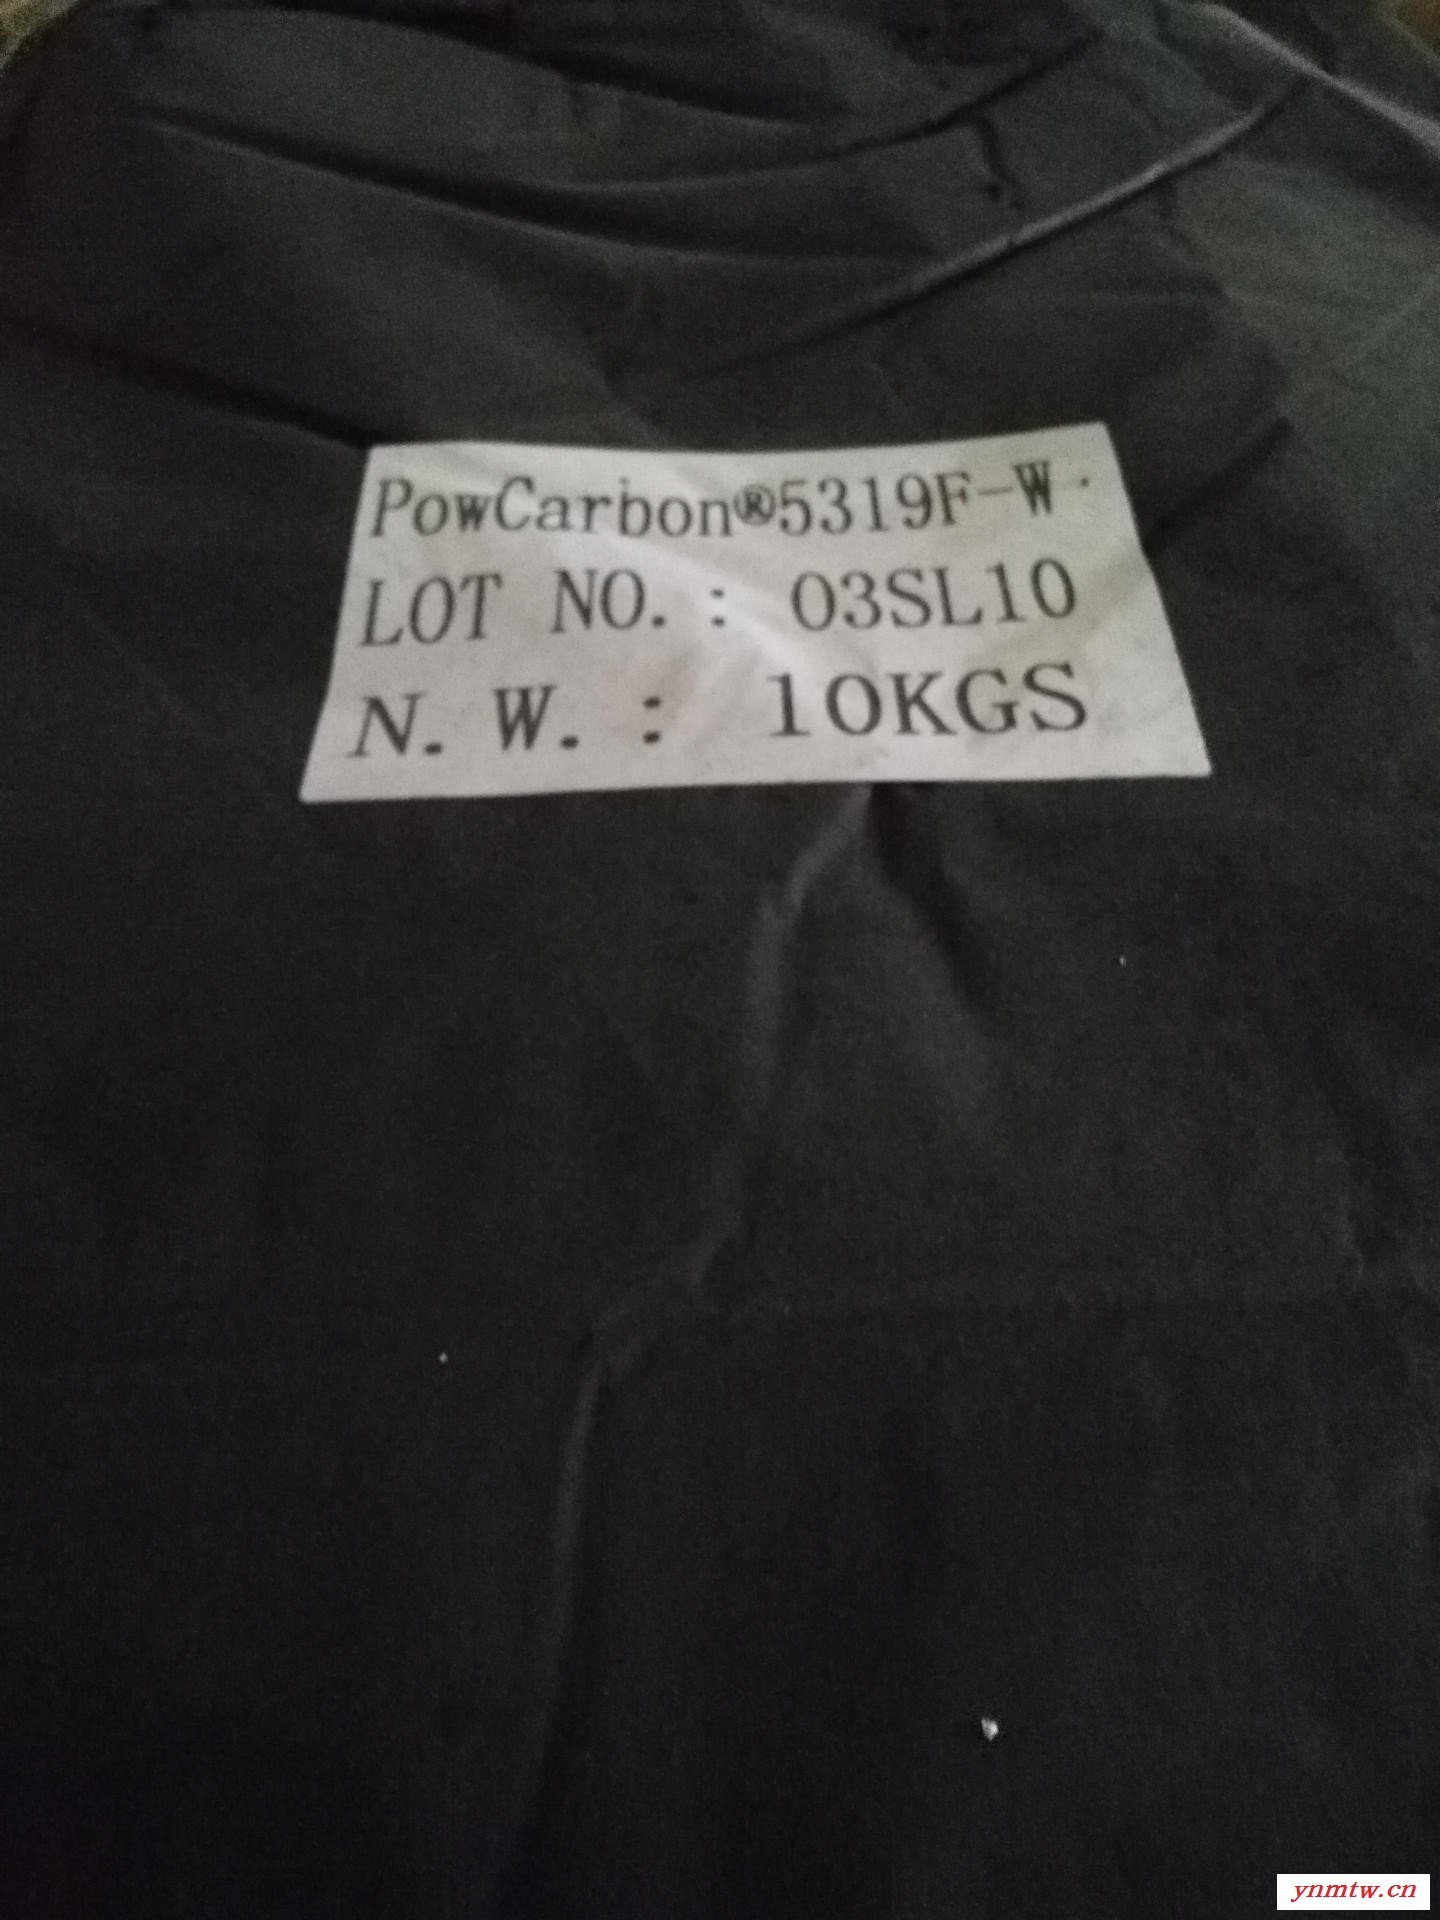 PowCarbon®5319F-W
LOT NO.: 03SL10
N.W.: 10KGS
ynmtw.cn